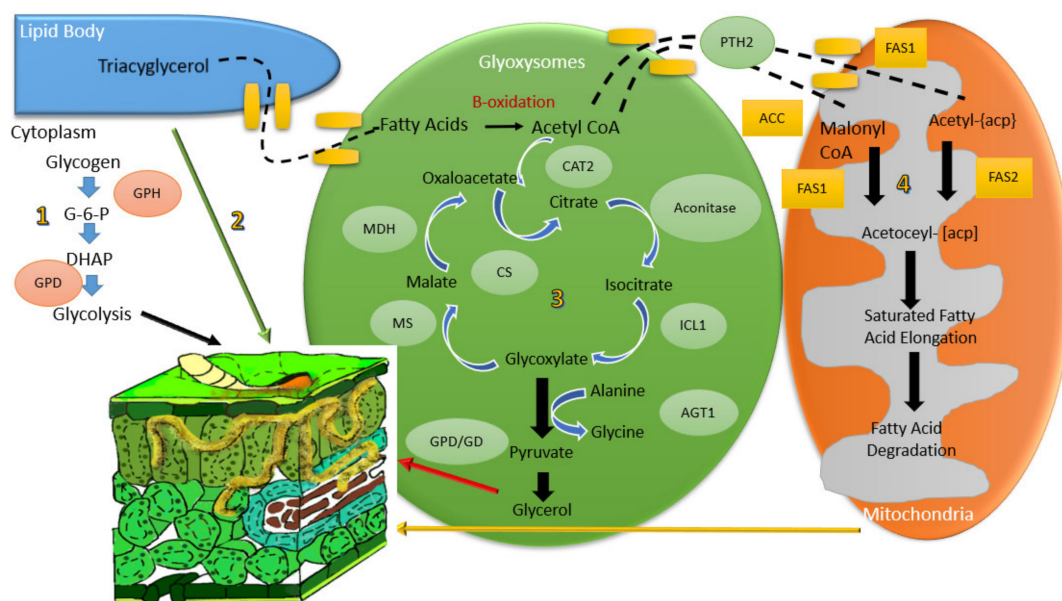 Lipid Body
Triacyglycerol
Cytoplasm
Glycogen
GPH
1
G-6-P
2
DHAP
GPD
Glycolysis
Glyoxysomes
B-oxidation
Fatty Acids
Acetyl CoA
CAT2
Oxaloacetate
Citrate
Aconitase
MDH
CS
Malate
3
Isocitrate
MS
ICL1
Glycoxylate
Alanine
AGT1
Glycine
GPD/GD
Pyruvate
Glycerol
PTH2
FAS1
ACC
Malonyl
CoA
Acetyl-{acp}
FAS1
4
FAS2
Acetoceyl- [acp]
Saturated Fatty
Acid Elongation
Fatty Acid
Degradation
Mitochondria